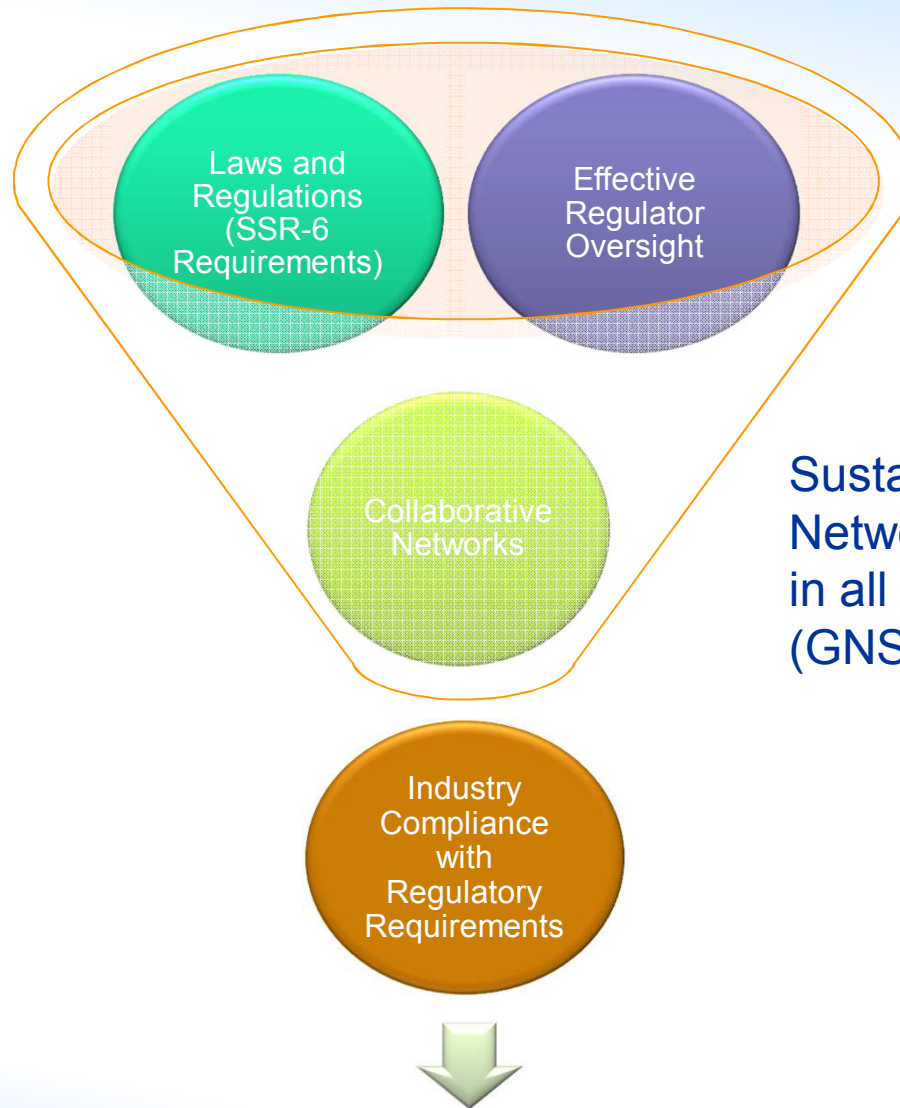 Laws and
Regulations
(SSR-6
Requirements)
Effective
Regulator
Oversight
Collaborative
Networks
Susta
Netwo
in all
(GNS
Industry
Compliance
with
Regulatory
Requirements